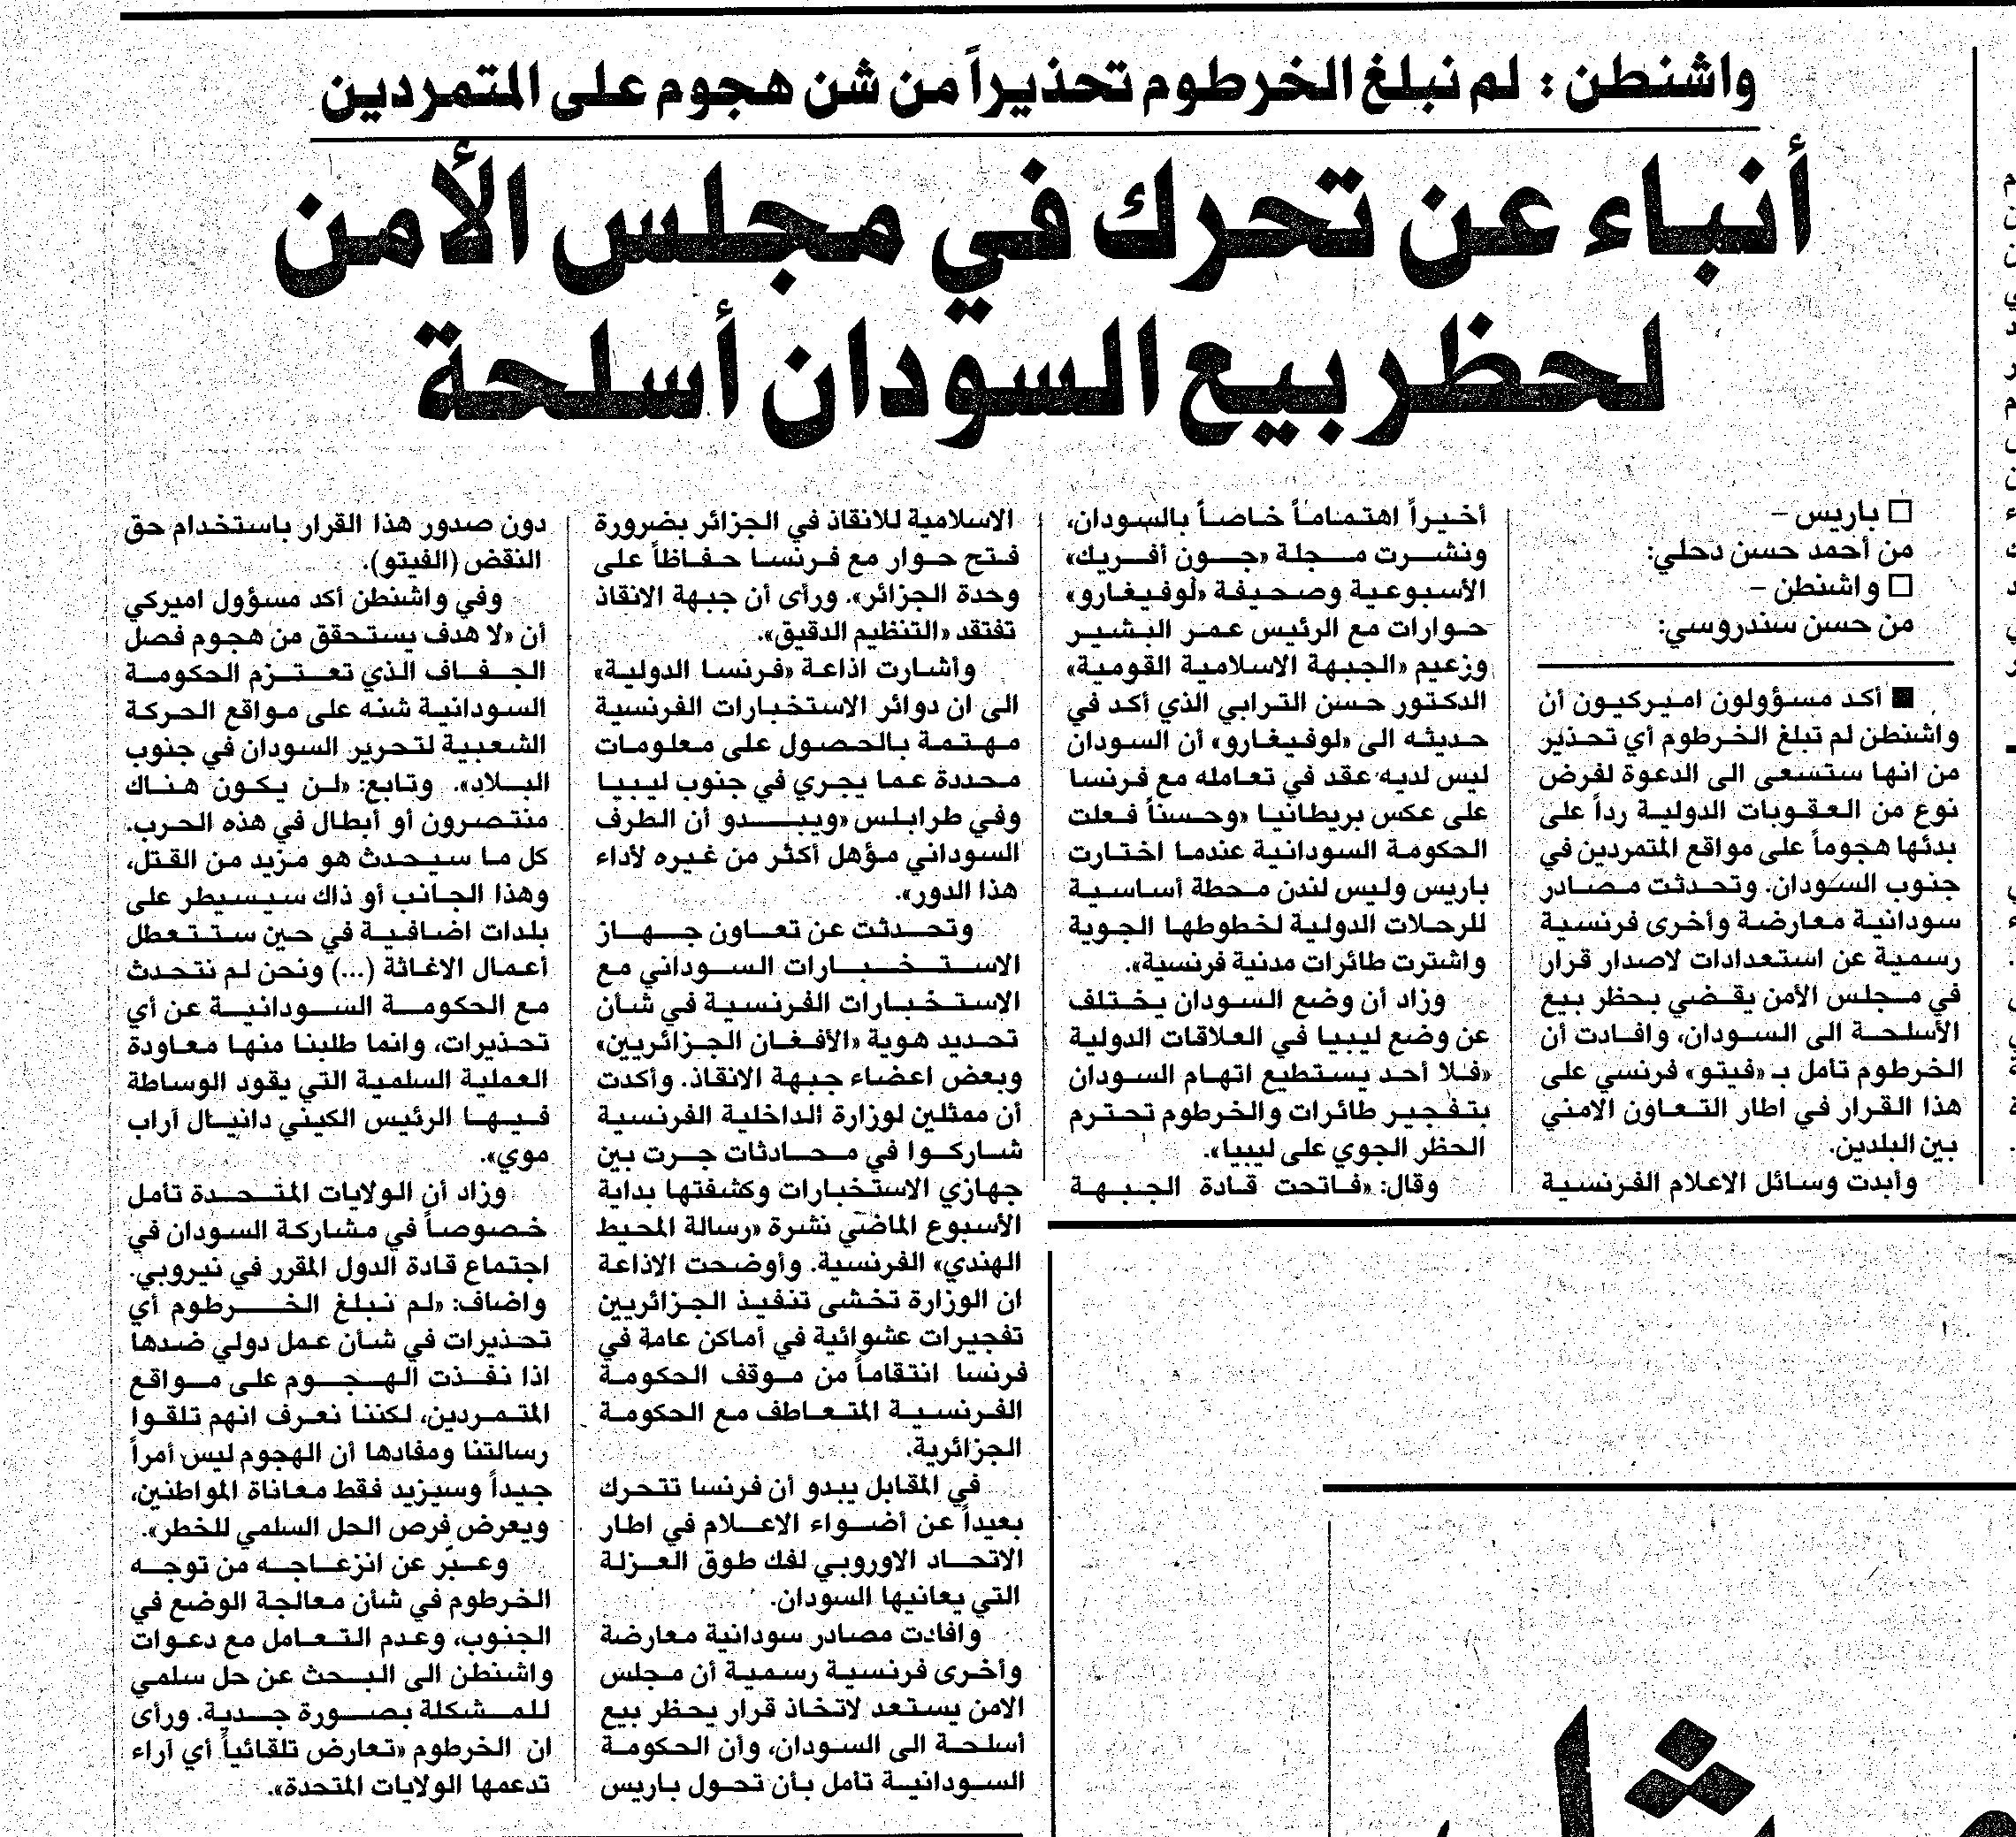 واشنطن : لم نبلغ الخرطوم تحذيراً من شن هجوم على المتمردين
أنباء عن تحرك في مجلس الأمن
لحظر بيع السودان أسلحة
□ باريس –
من أحمد حسن دحلي:
□ واشنطن –
من حسن سندروسي:
■ أكد مسؤولون اميركيون أن
واشنطن لم تبلغ الخرطوم أي تحذير
من انها ستسعى الى الدعوة لفرض
نوع من العقوبات الدولية رداً على
بدئها هجوماً على مواقع المتمردين في
جنوب السودان. وتحدثت مصادر
سودانية معارضة وأخرى فرنسية
رسمية عن استعدادات لاصدار قرار
في مجلس الأمن يقضي بحظر بيع
الأسلحة الى السودان، وافادت أن
الخرطوم تأمل بـ «فيتو» فرنسي على
هذا القرار في اطار التعاون الامني
بين البلدين.
وأبدت وسائل الاعلام الفرنسية
أخيراً اهتماماً خاصاً بالسودان،
ونشرت مجلة «جون أفريك»
الأسبوعية وصحيفة «لوفيغارو»
حوارات مع الرئيس عمر البشير
وزعيم «الجبهة الاسلامية القومية»
الدكتور حسن الترابي الذي أكد في
حديثه الى «لوفيغارو» أن السودان
ليس لديه عقد في تعامله مع فرنسا
على عكس بريطانيا «وحسناً فعلت
الحكومة السودانية عندما اختارت
باريس وليس لندن محطة أساسية
للرحلات الدولية لخطوطها الجوية
واشترت طائرات مدنية فرنسية».
وزاد أن وضع السودان يختلف
عن وضع ليبيا في العلاقات الدولية
«فلا أحد يستطيع اتهام السودان
بتفجير طائرات والخرطوم تحترم
الحظر الجوي على ليبيا».
وقال: «فاتحت قادة الجبهة
الاسلامية للانقاذ في الجزائر بضرورة
فتح حوار مع فرنسا حفاظاً على
وحدة الجزائر». ورأى أن جبهة الانقاذ
تفتقد «التنظيم الدقيق».
وأشارت اذاعة «فرنسا الدولية»
الى ان دوائر الاستخبارات الفرنسية
مهتمة بالحصول على معلومات
محددة عما يجري في جنوب ليبيا
وفي طرابلس «ويبدو أن الطرف
السوداني مؤهل أكثر من غيره لأداء
هذا الدور».
وتحدثت عن تعاون جهاز
الاستخبارات السوداني مع
الاستخبارات الفرنسية في شأن
تحديد هوية «الأفغان الجزائريين»
وبعض اعضاء جبهة الانقاذ. وأكدت
أن ممثلين لوزارة الداخلية الفرنسية
شاركوا في محادثات جرت بين
جهازي الاستخبارات وكشفتها بداية
الأسبوع الماضي نشرة «رسالة المحيط
الهندي» الفرنسية. وأوضحت الاذاعة
ان الوزارة تخشى تنفيذ الجزائريين
تفجيرات عشوائية في أماكن عامة في
فرنسا انتقاماً من موقف الحكومة
الفرنسية المتعاطف مع الحكومة
الجزائرية.
في المقابل يبدو أن فرنسا تتحرك
بعيداً عن أضواء الاعلام في اطار
الاتحاد الاوروبي لفك طوق العزلة
التي يعانيها السودان.
وافادت مصادر سودانية معارضة
وأخرى فرنسية رسمية أن مجلس
الامن يستعد لاتخاذ قرار يحظر بيع
أسلحة الى السودان، وأن الحكومة
السودانية تأمل بأن تحول باريس
دون صدور هذا القرار باستخدام حق
النقض (الفيتو).
وفي واشنطن أكد مسؤول اميركي
أن «لا هدف يستحقق من هجوم فصل
الجفاف الذي تعتزم الحكومة
السودانية شنه على مواقع الحركة
الشعبية لتحرير السودان في جنوب
البلاد». وتابع: «لن يكون هناك
منتصرون أو أبطال في هذه الحرب.
كل ما سيحدث هو مزيد من القتل،
وهذا الجانب أو ذاك سيسيطر على
بلدات اضافية في حين ستتعطل
أعمال الاغاثة (...) ونحن لم نتحدث
مع الحكومة السودانية عن أي
تحذيرات، وانما طلبنا منها معاودة
العملية السلمية التي يقود الوساطة
فيها الرئيس الكيني دانيال آراب
موي».
وزاد أن الولايات المتحدة تأمل
خصوصاً في مشاركة السودان في
اجتماع قادة الدول المقرر في نيروبي.
واضاف: «لم نبلغ الخرطوم أي
تحذيرات في شأن عمل دولي ضدها
اذا نفذت الهجوم على مواقع
المتمردين، لكننا نعرف انهم تلقوا
رسالتنا ومفادها أن الهجوم ليس أمراً
جيداً وسيزيد فقط معاناة المواطنين،
ويعرض فرص الحل السلمي للخطر».
وعبّر عن انزعاجه من توجه
الخرطوم في شأن معالجة الوضع في
الجنوب، وعدم التعامل مع دعوات
واشنطن الى البحث عن حل سلمي
للمشكلة بصورة جدية. ورأى
ان الخرطوم «تعارض تلقائياً أي آراء
تدعمها الولايات المتحدة».